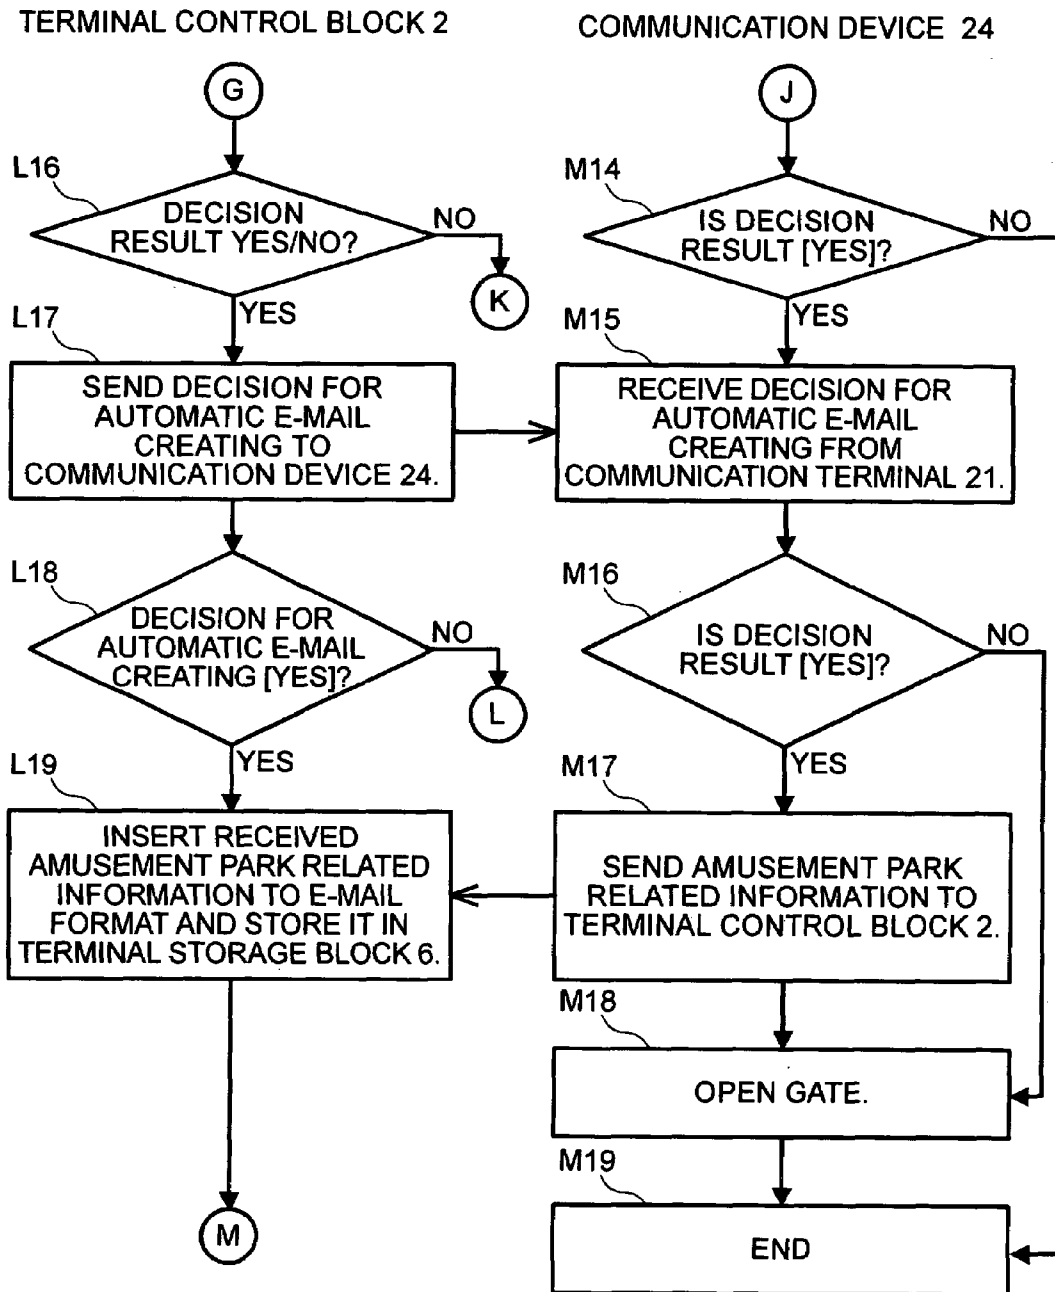 TERMINAL CONTROL BLOCK 2
COMMUNICATION DEVICE 24
G
J
L16
DECISION
RESULT YES/NO?
NO
K
YES
M14
IS DECISION
RESULT [YES]?
NO
YES
L17
SEND DECISION FOR
AUTOMATIC E-MAIL
CREATING TO
COMMUNICATION DEVICE 24.
M15
RECEIVE DECISION FOR
AUTOMATIC E-MAIL
CREATING FROM
COMMUNICATION TERMINAL 21.
L18
DECISION FOR
AUTOMATIC E-MAIL
CREATING [YES]?
NO
L
YES
M16
IS DECISION
RESULT [YES]?
NO
YES
L19
INSERT RECEIVED
AMUSEMENT PARK RELATED
INFORMATION TO E-MAIL
FORMAT AND STORE IT IN
TERMINAL STORAGE BLOCK 6.
M17
SEND AMUSEMENT PARK
RELATED INFORMATION TO
TERMINAL CONTROL BLOCK 2.
M18
OPEN GATE.
M19
END
M